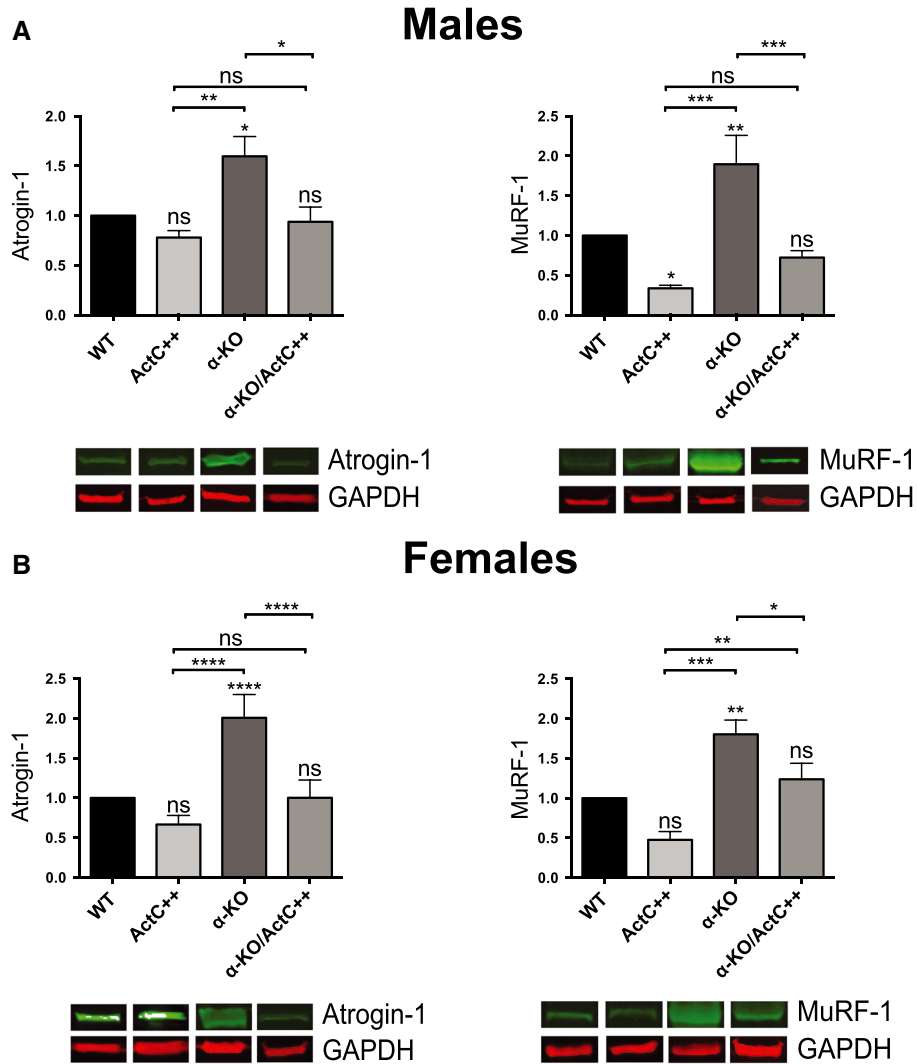 A
Males
*
***
ns
ns
**
***
2.0
1.5
1.0
0.5
0.0
Atrogin-1
ns
*
ns
WT
ActC++
α-KO
α-KO/ActC++
2.5
2.0
1.5
1.0
0.5
0.0
MuRF-1
*
**
ns
WT
ActC++
α-KO
α-KO/ActC++
Atrogin-1
GAPDH
MuRF-1
GAPDH
B
Females
****
*
ns
**
****
***
2.5
2.0
1.5
1.0
0.5
0.0
Atrogin-1
ns
****
ns
WT
ActC++
α-KO
α-KO/ActC++
2.5
2.0
1.5
1.0
0.5
0.0
MuRF-1
ns
**
ns
WT
ActC++
α-KO
α-KO/ActC++
Atrogin-1
GAPDH
MuRF-1
GAPDH